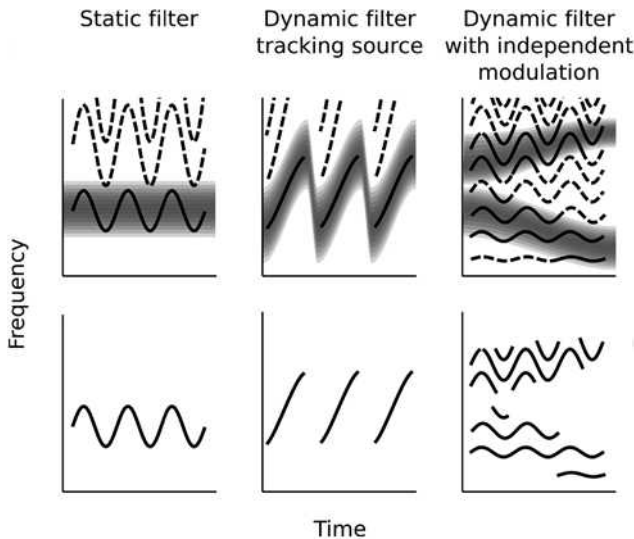 Static filter
Dynamic filter
tracking source
Dynamic filter
with independent
modulation
Frequency
Time